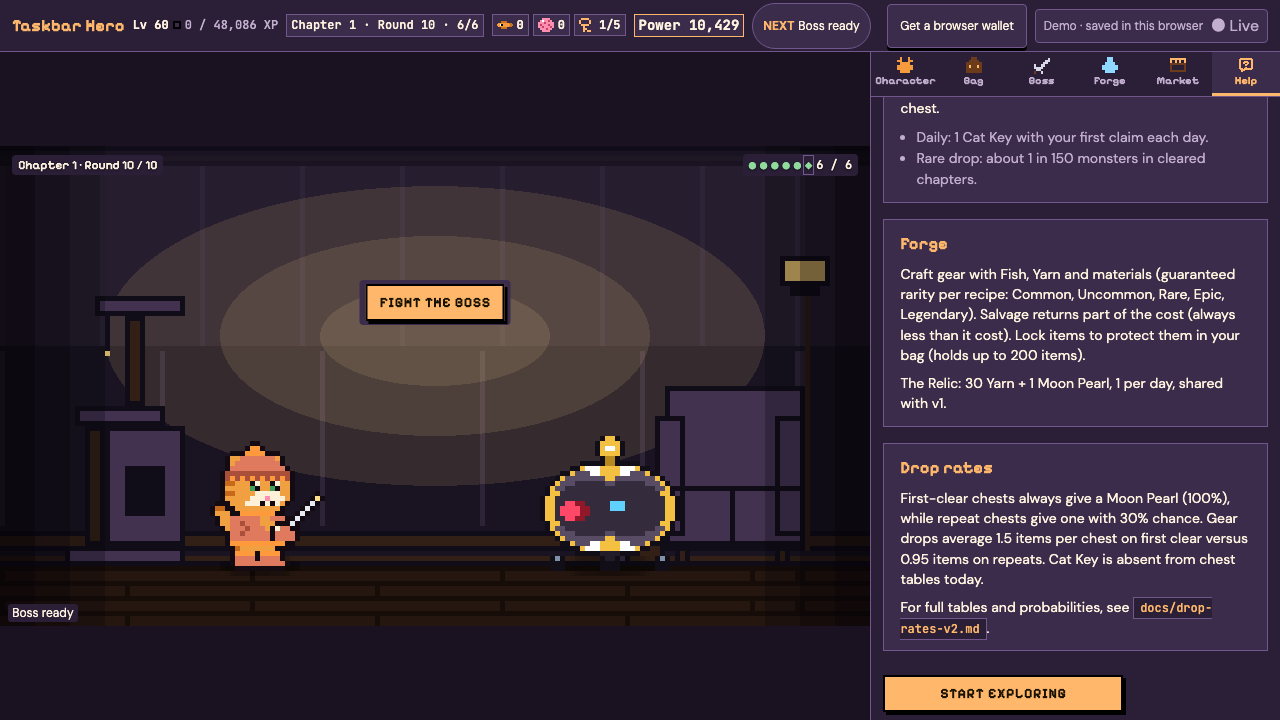 Taskbar Hero Lv 60 0 / 48,086 XP Chapter 1 · Round 10 · 6/6 0 0 1/5 Power 10,429 NEXT Boss ready Get a browser wallet Demo · saved in this browser Live
Character Bag Boss Forge Market Help
Chapter 1 · Round 10 / 10
6 / 6
FIGHT THE BOSS
Boss ready
chest.
• Daily: 1 Cat Key with your first claim each day.
• Rare drop: about 1 in 150 monsters in cleared
chapters.
Forge
Craft gear with Fish, Yarn and materials (guaranteed
rarity per recipe: Common, Uncommon, Rare, Epic,
Legendary). Salvage returns part of the cost (always
less than it cost). Lock items to protect them in your
bag (holds up to 200 items).
The Relic: 30 Yarn + 1 Moon Pearl, 1 per day, shared
with v1.
Drop rates
First-clear chests always give a Moon Pearl (100%),
while repeat chests give one with 30% chance. Gear
drops average 1.5 items per chest on first clear versus
0.95 items on repeats. Cat Key is absent from chest
tables today.
For full tables and probabilities, see docs/drop-
rates-v2.md.
START EXPLORING